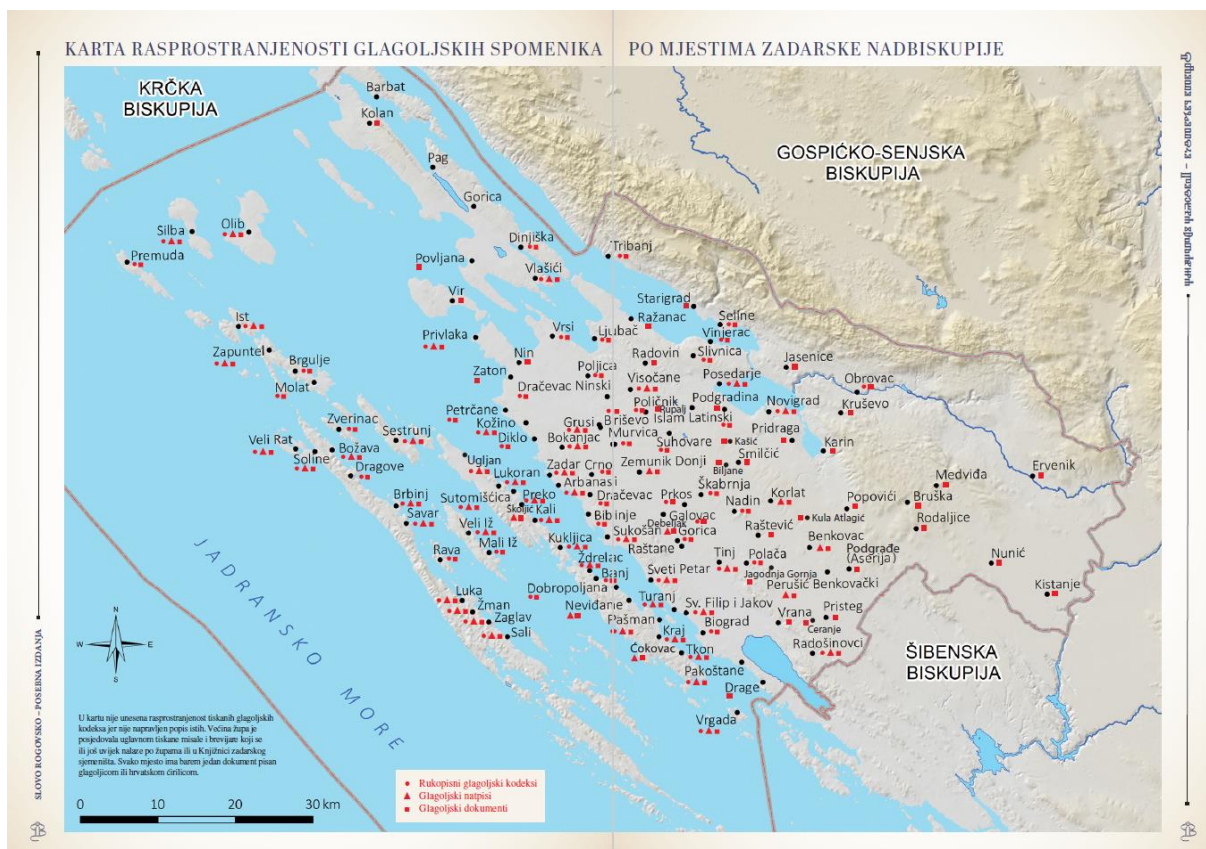 KARTA RASPROSTRANJENOSTI GLAGOLJSKIH SPOMENIKA PO MJESTIMA ZADARSKE NADBISKUPIJE
KRČKA
BISKUPIJA
Barbat
Kolan
GOSPIĆKO-SENJSKA
BISKUPIJA
Pag
Gorica
Silba
Olib
Dinjiška
Tribanj
Premuda
Povljana
Vlašići
Vir
Starigrad
Ražanac
Seline
Ist
Privlaka
Vrsi
Ljubač
Vinjerac
Zapuntel
Brgulje
Nin
Radovin
Slivnica
Jasenice
Molat
Zaton
Poljica
Visočane
Posedarje
Obrovac
Dračevac Ninski
Petrčane
Poličnik
Rupalj
Podgradina
Novigrad
Kruševo
Zverinac
Sestrunj
Kožino
Grusi
Briševo
Islam Latinski
Veli Rat
Božava
Diklo
Bokanjac
Murvica
Suhovare
Kašić
Pridraga
Karin
Soline
Dragove
Ugljan
Lukoran
Zadar
Crno
Zemunik Donji
Biljane
Smilčić
Medviđa
Ervenik
Brbinj
Sutomišćica
Preko
Arbanasi
Dračevac
Prkos
Škabrnja
Nadin
Korlat
Popovići
Bruška
Savar
Školjić
Kali
Bibinje
Galovac
Kula Atlagić
Rodaljice
Veli Iž
Mali Iž
Kukljica
Sukošan
Debeljak
Gorica
Raštević
Benkovac
Rava
Raštane
Ždrelac
Banj
Tinj
Polača
Podgrađe
(Aserija)
Nunić
Dobropoljana
Sveti Petar
Jagodnja Gornja
Perušić Benkovački
Kistanje
Luka
Žman
Neviđane
Turanj
Sv. Filip i Jakov
Vrana
Pristeg
Zaglav
Pašman
Biograd
Ceranje
Sali
Kraj
Radošinovci
Ćokovac
Tkon
Pakoštane
Drage
Vrgada
ŠIBENSKA
BISKUPIJA
JADRANSKO MORE
N
W E
S
U kartu nije unesena rasprostranjenost tiskanih glagoljskih
kodeksa jer nije napravljen popis istih. Većina župa je
posjedovala uglavnom tiskane misale i brevijare koji se
ili još uvijek nalaze po župama ili u Knjižnici zadarskog
sjemeništa. Svako mjesto ima barem jedan dokument pisan
glagoljicom ili hrvatskom ćirilicom.
0 10 20 30 km
Rukopisni glagoljski kodeksi
Glagoljski natpisi
Glagoljski dokumenti
SLOVO ROGOVSKO – POSEBNA IZDANJA